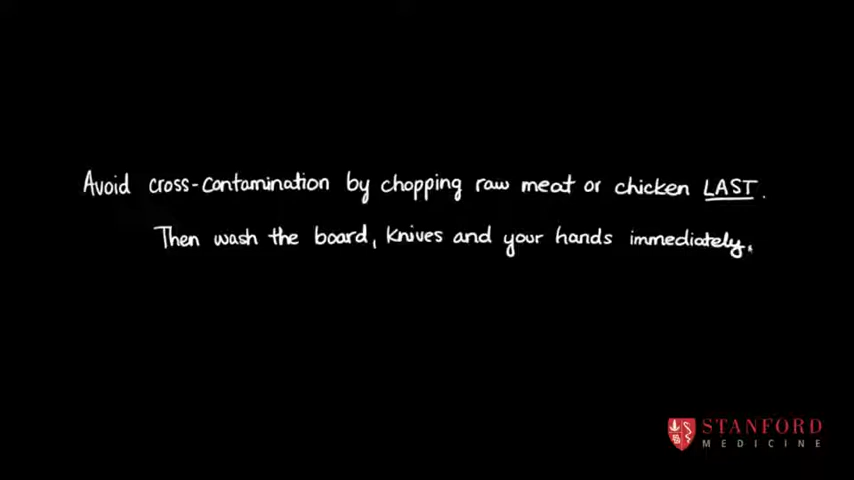 Avoid cross-contamination by chopping raw meat or chicken LAST.
Then wash the board, knives and your hands immediately.
STANFORD
MEDICINE